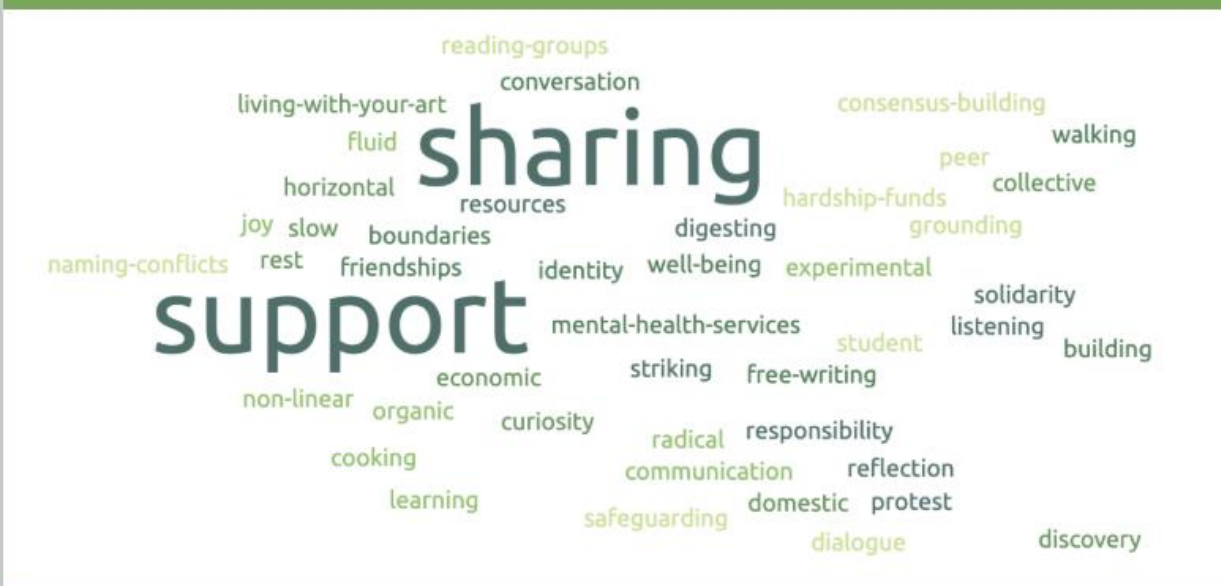 reading-groups
conversation
living-with-your-art
consensus-building
sharing
walking
fluid
peer
horizontal
collective
hardship-funds
resources
joy slow boundaries
digesting
grounding
naming-conflicts rest friendships
identity well-being experimental
solidarity
support
mental-health-services
listening
student
building
economic
striking
free-writing
non-linear organic
curiosity
radical responsibility
cooking
communication reflection
learning
domestic protest
safeguarding
dialogue
discovery